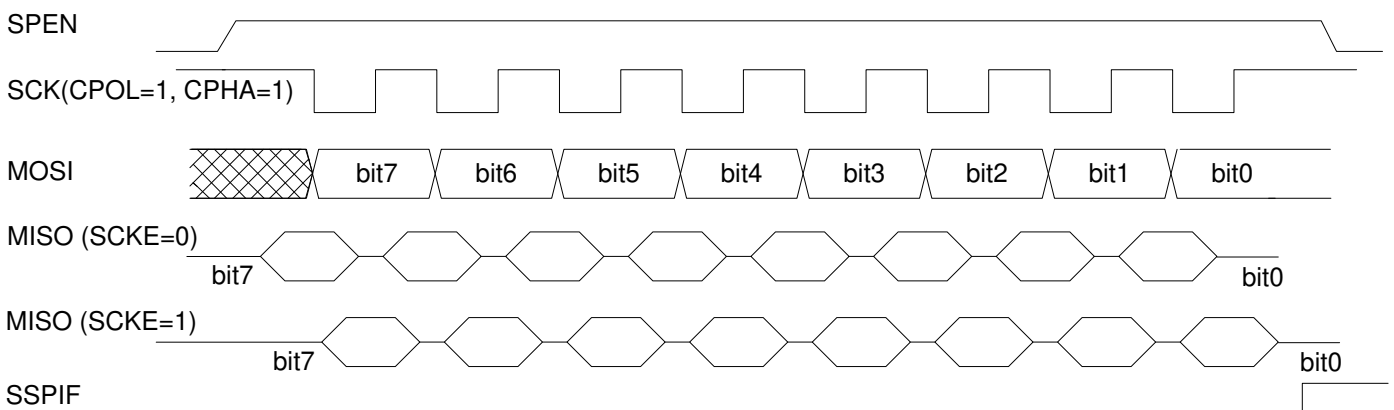 SPEN
SCK(CPOL=1, CPHA=1)
MOSI
bit7 bit6 bit5 bit4 bit3 bit2 bit1 bit0
MISO (SCKE=0)
bit7 bit0
MISO (SCKE=1)
bit7 bit0
SSPIF